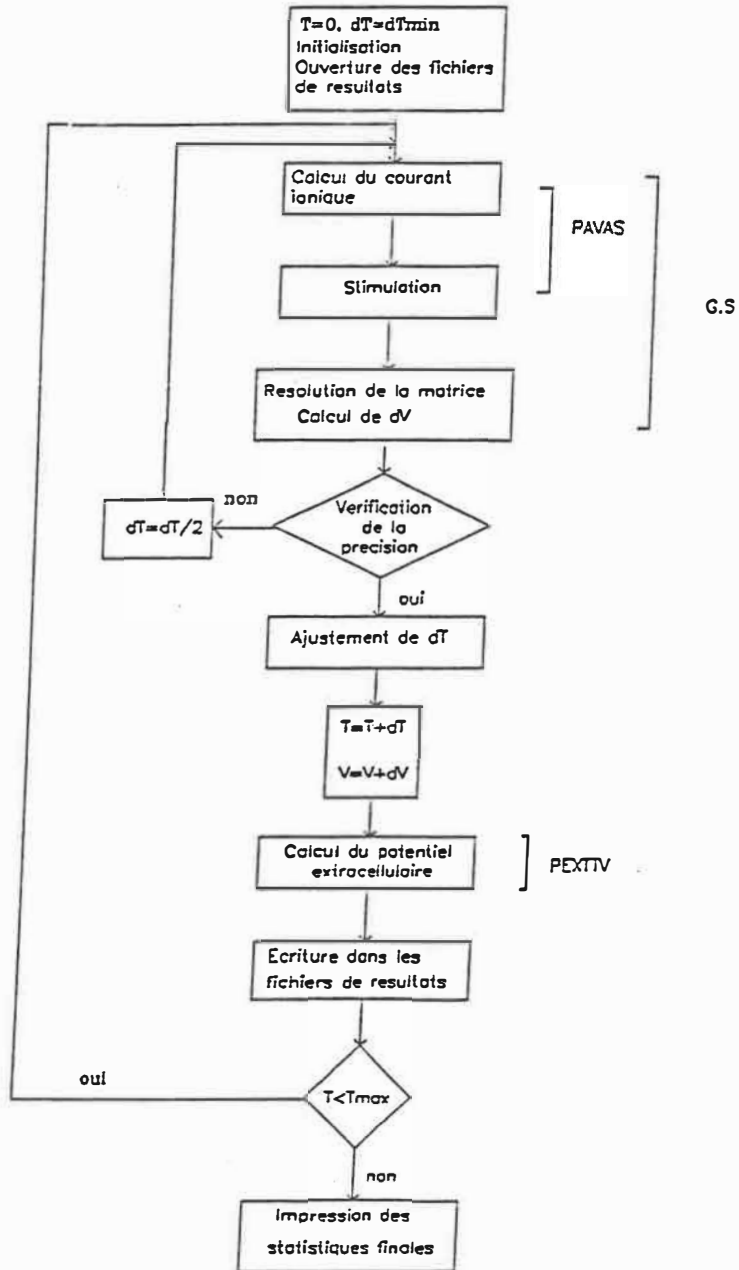 T=0, dT=dTmin
Initialisation
Ouverture des fichiers
de resultats
Calcul du courant
ionique
PAVAS
Stimulation
G.S
Resolution de la matrice
Calcul de dV
non
dT=dT/2
Verification
de la
precision
oui
Ajustement de dT
T=T+dT
V=V+dV
Calcul du potentiel
extracellulaire
PEXTIV
Ecriture dans les
fichiers de resultats
oui
T<Tmax
non
Impression des
statistiques finales